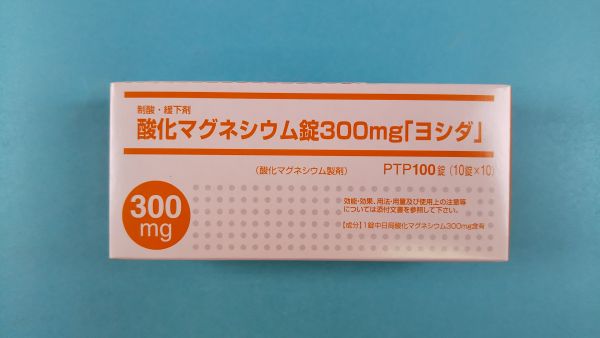 制酸・緩下剤
酸化マグネシウム錠300mg「ヨシダ」
(酸化マグネシウム製剤) PTP100錠 (10錠×10)
300
mg
効能・効果、用法・用量及び使用上の注意等
については添付文書を参照して下さい。
【成分】1錠中日局酸化マグネシウム300mg含有